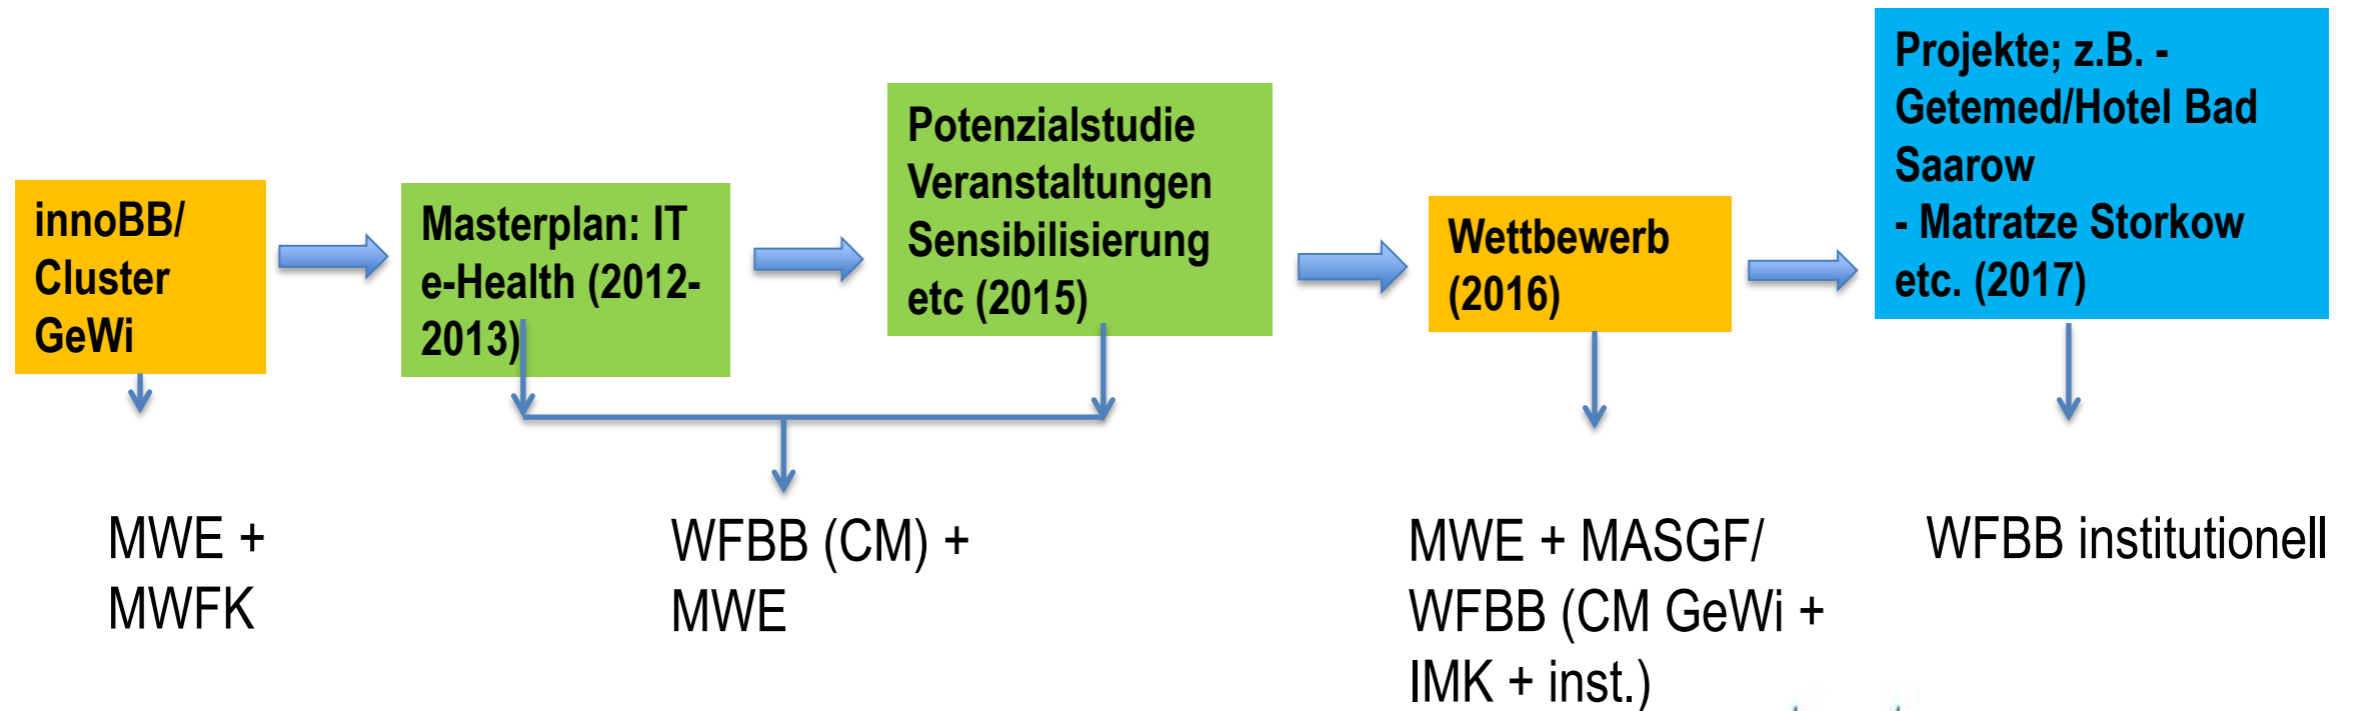 innoBB/
Cluster
GeWi
Masterplan: IT
e-Health (2012-
2013)
Potenzialstudie
Veranstaltungen
Sensibilisierung
etc (2015)
Wettbewerb
(2016)
Projekte; z.B. -
Getemed/Hotel Bad
Saarow
- Matratze Storkow
etc. (2017)
MWE +
MWFK
WFBB (CM) +
MWE
MWE + MASGF/
WFBB (CM GeWi +
IMK + inst.)
WFBB institutionell